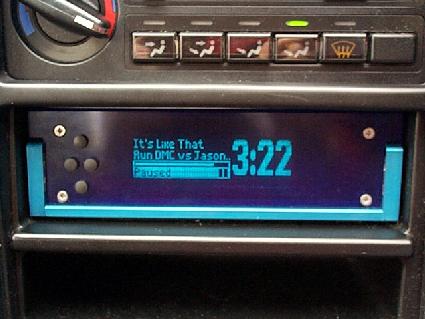 It's Like That
Run DMC vs Jason
3:22
Paused